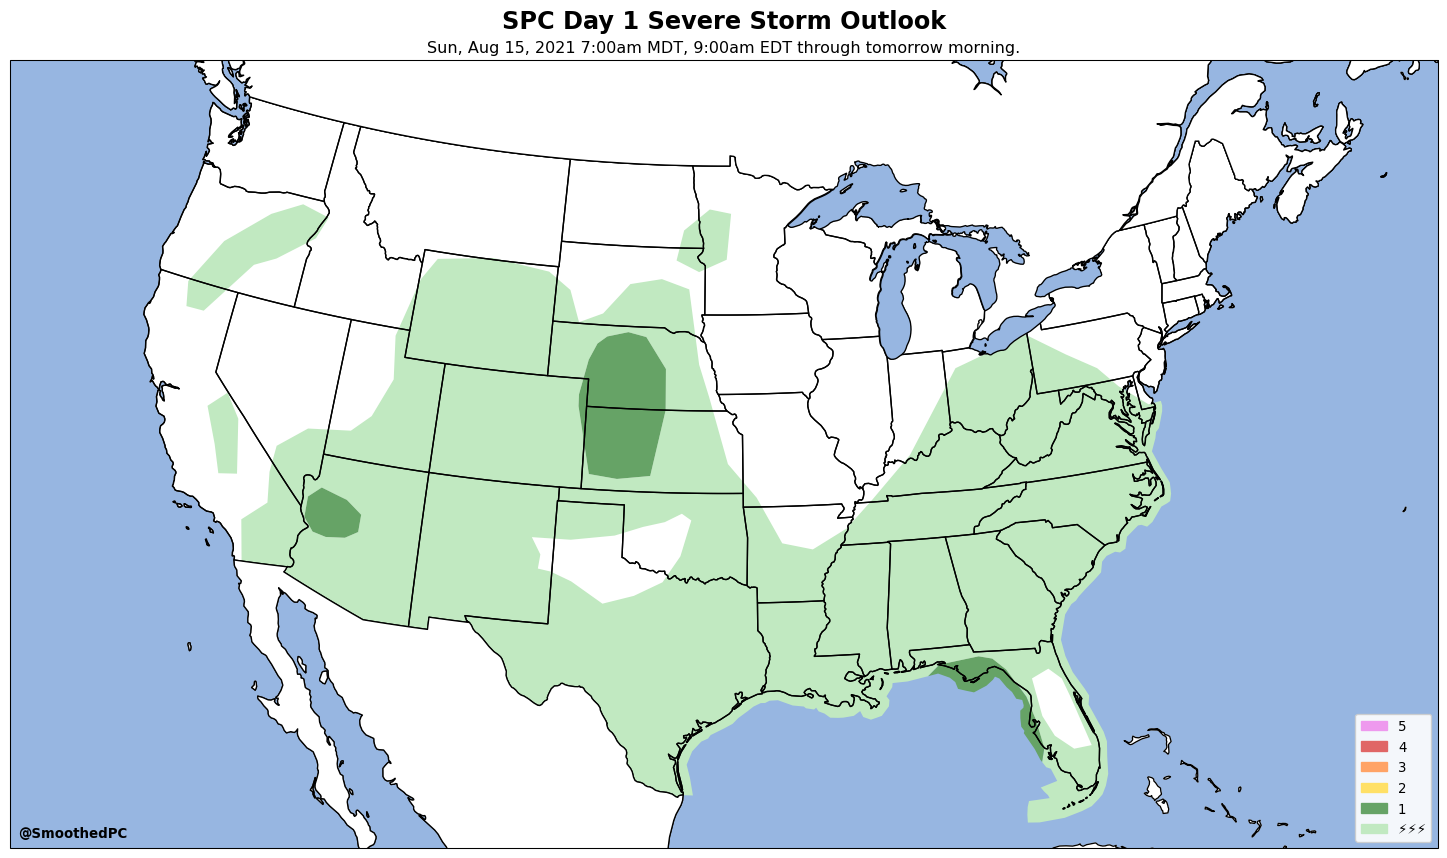 SPC Day 1 Severe Storm Outlook
Sun, Aug 15, 2021 7:00am MDT, 9:00am EDT through tomorrow morning.
5
4
3
2
1
⚡⚡⚡
@SmoothedPC